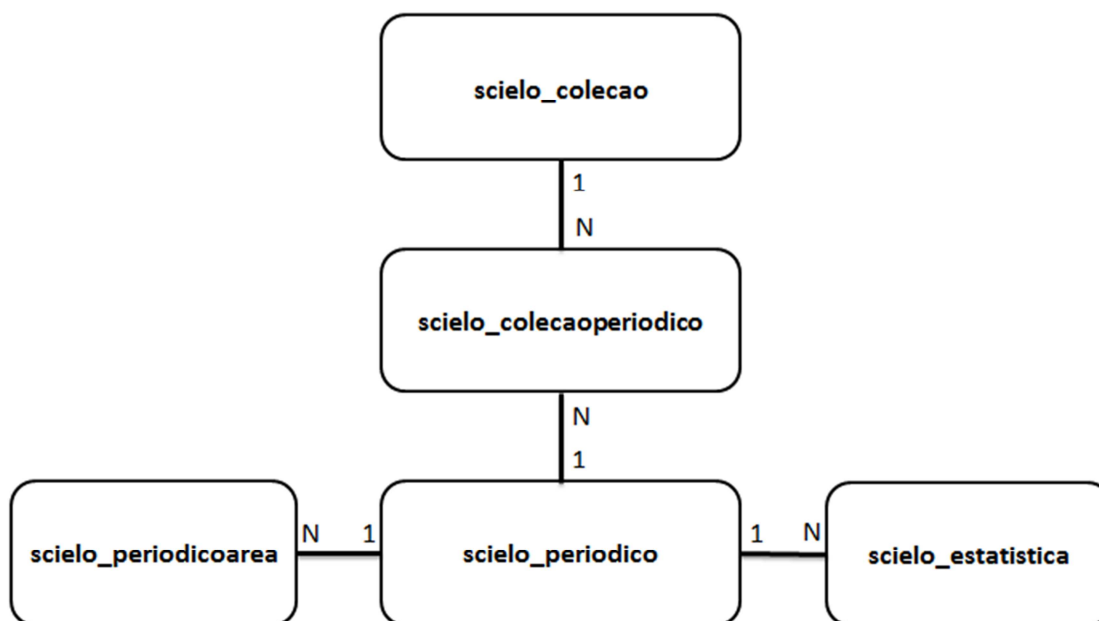 scielo_colecao
1
N
scielo_colecaoperiodico
N
1
scielo_periodicoarea
N
1
scielo_periodico
1
N
scielo_estatistica